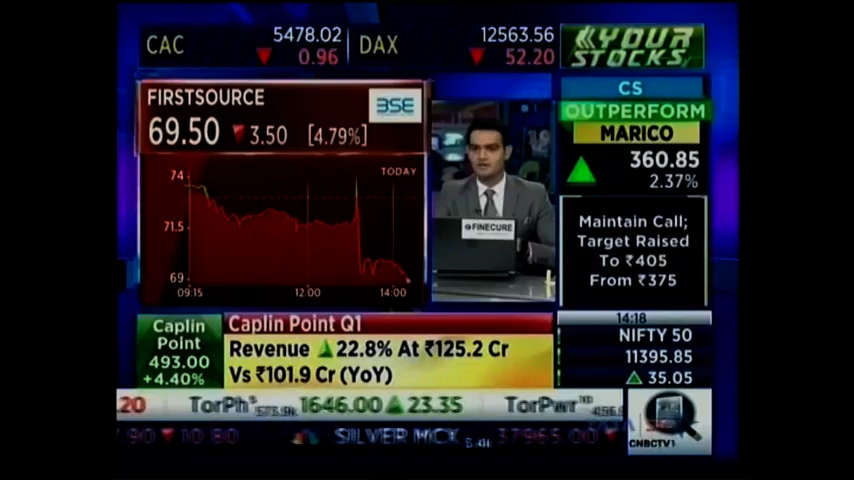 CAC 5478.02
0.96
DAX 12563.56
52.20
YOUR
STOCKS
FIRSTSOURCE
BSE
69.50 3.50 [4.79%]
TODAY
74
71.5
69
09:15 12:00 14:00
FINECURE
CS
OUTPERFORM
MARICO
360.85
2.37%
Maintain Call;
Target Raised
To ₹405
From ₹375
Caplin
Point
493.00
+4.40%
Caplin Point Q1
Revenue 22.8% At ₹125.2 Cr
Vs ₹101.9 Cr (YoY)
14:18
NIFTY 50
11395.85
35.05
.20 TorPh 1646.00 23.35 TorPwr
SILVER MCX 37965.00
CNBCTV1